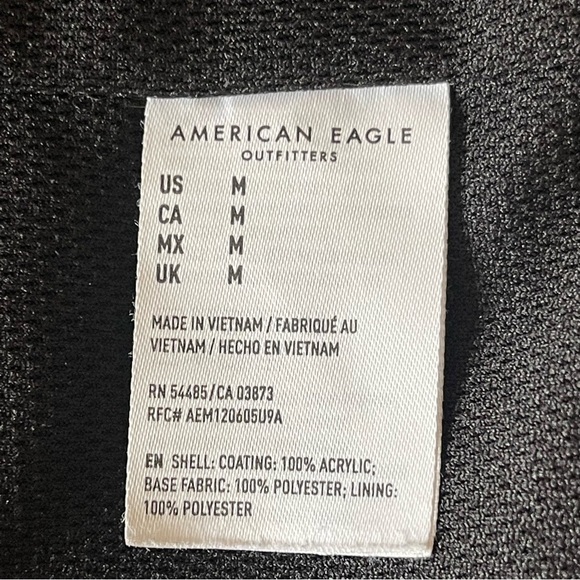 AMERICAN EAGLE
OUTFITTERS
US M
CA M
MX M
UK M
MADE IN VIETNAM / FABRIQUÉ AU
VIETNAM / HECHO EN VIETNAM
RN 54485/CA 03873
RFC# AEM120605U9A
EN SHELL: COATING: 100% ACRYLIC;
BASE FABRIC: 100% POLYESTER; LINING:
100% POLYESTER